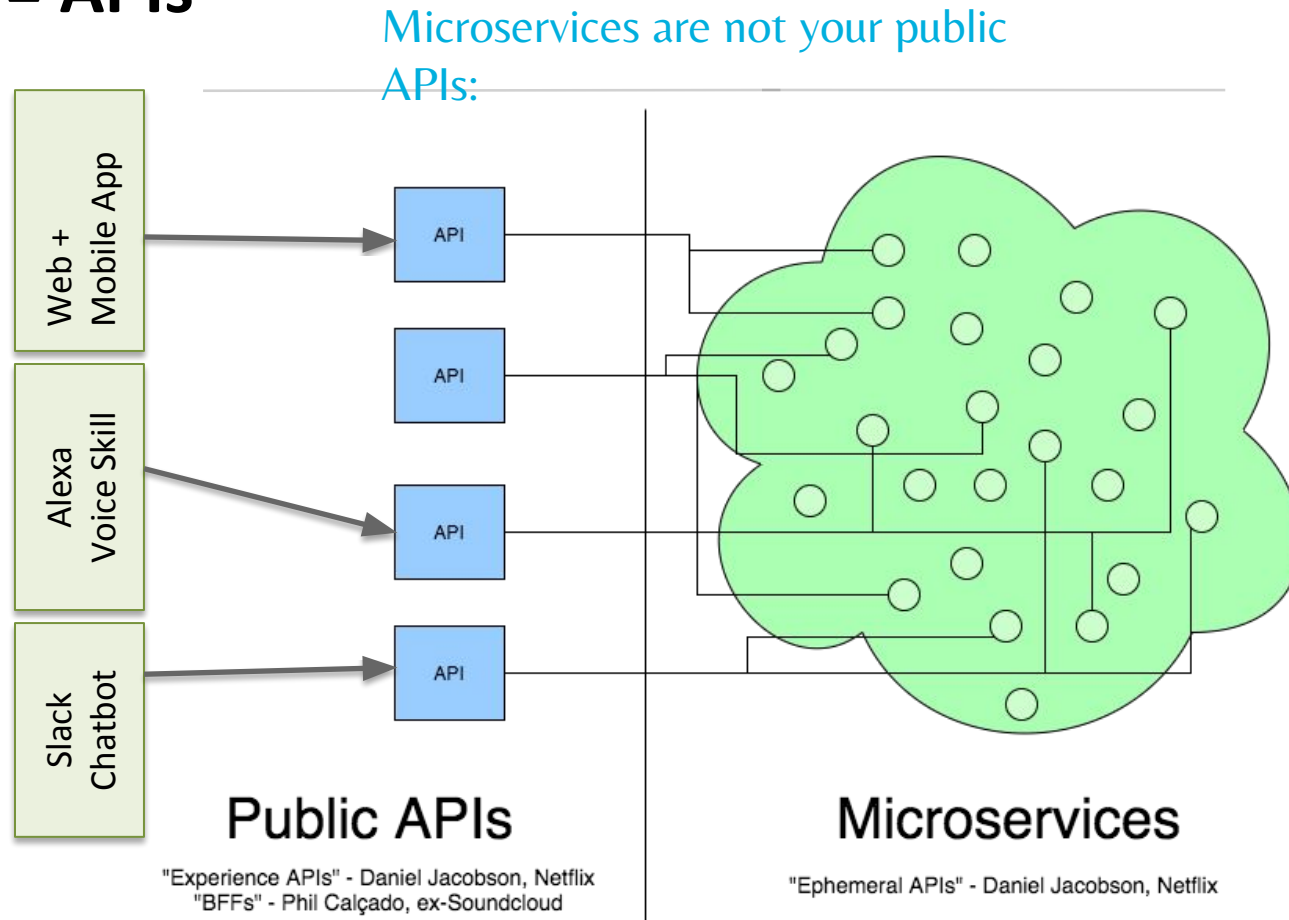 = APIs
Microservices are not your public
APIs:
Web +
Mobile App
API
API
Alexa
Voice Skill
API
Slack
Chatbot
API
Public APIs
"Experience APIs" - Daniel Jacobson, Netflix
"BFFs" - Phil Calçado, ex-Soundcloud
Microservices
"Ephemeral APIs" - Daniel Jacobson, Netflix